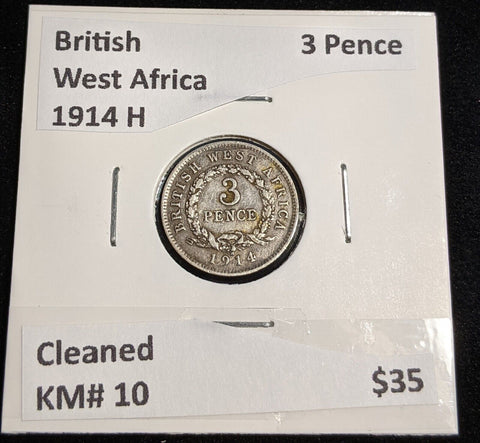 British 3 Pence
West Africa
1914 H
BRITISH WEST AFRICA
3
PENCE
1914
Cleaned
KM# 10 $35